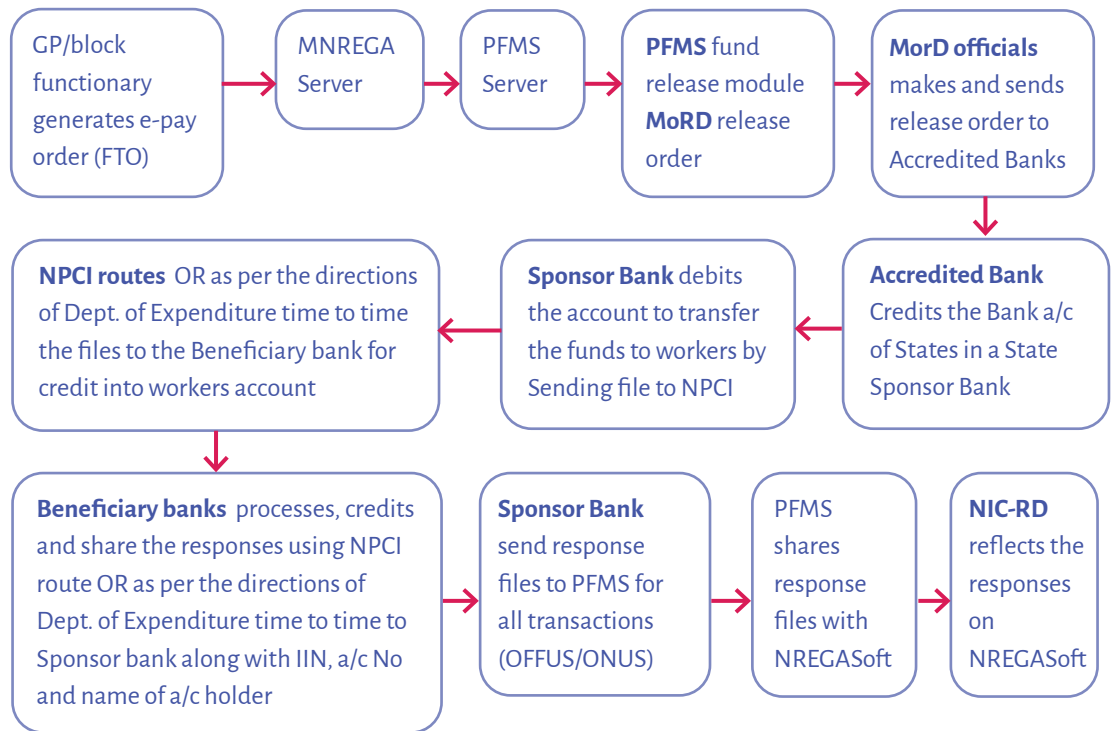 GP/block
functionary
generates e-pay
order (FTO)
MNREGA
Server
PFMS
Server
PFMS fund
release module
MoRD release
order
MorD officials
makes and sends
release order to
Accredited Banks
Accredited Bank
Credits the Bank a/c
of States in a State
Sponsor Bank
Sponsor Bank debits
the account to transfer
the funds to workers by
Sending file to NPCI
NPCI routes OR as per the directions
of Dept. of Expenditure time to time
the files to the Beneficiary bank for
credit into workers account
Beneficiary banks processes, credits
and share the responses using NPCI
route OR as per the directions of
Dept. of Expenditure time to time to
Sponsor bank along with IIN, a/c No
and name of a/c holder
Sponsor Bank
send response
files to PFMS for
all transactions
(OFFUS/ONUS)
PFMS
shares
response
files with
NREGASoft
NIC-RD
reflects the
responses
on
NREGASoft